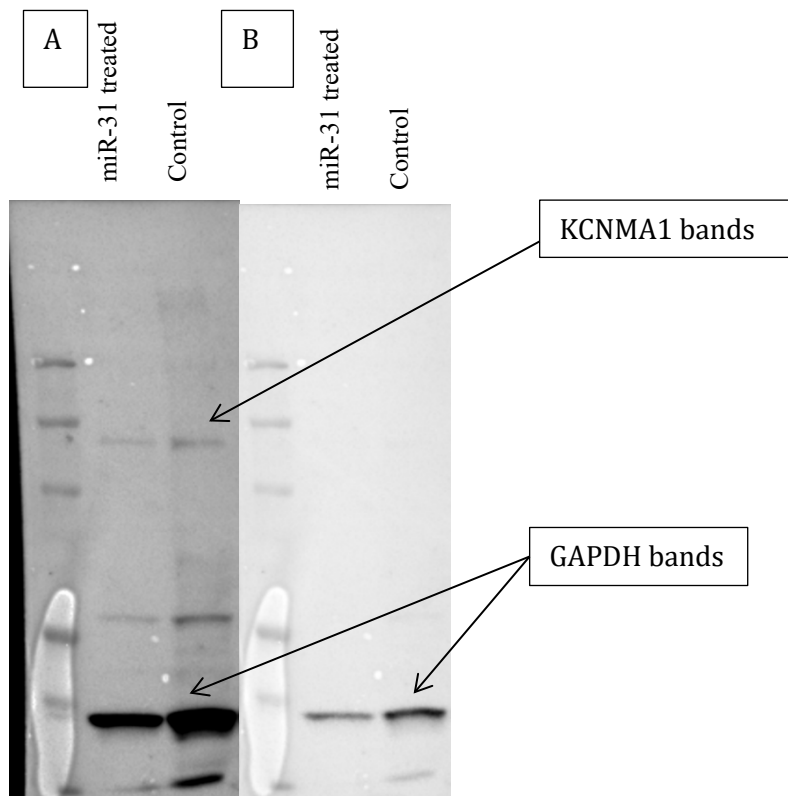 A
miR-31 treated
Control
B
miR-31 treated
Control
KCNMA1 bands
GAPDH bands